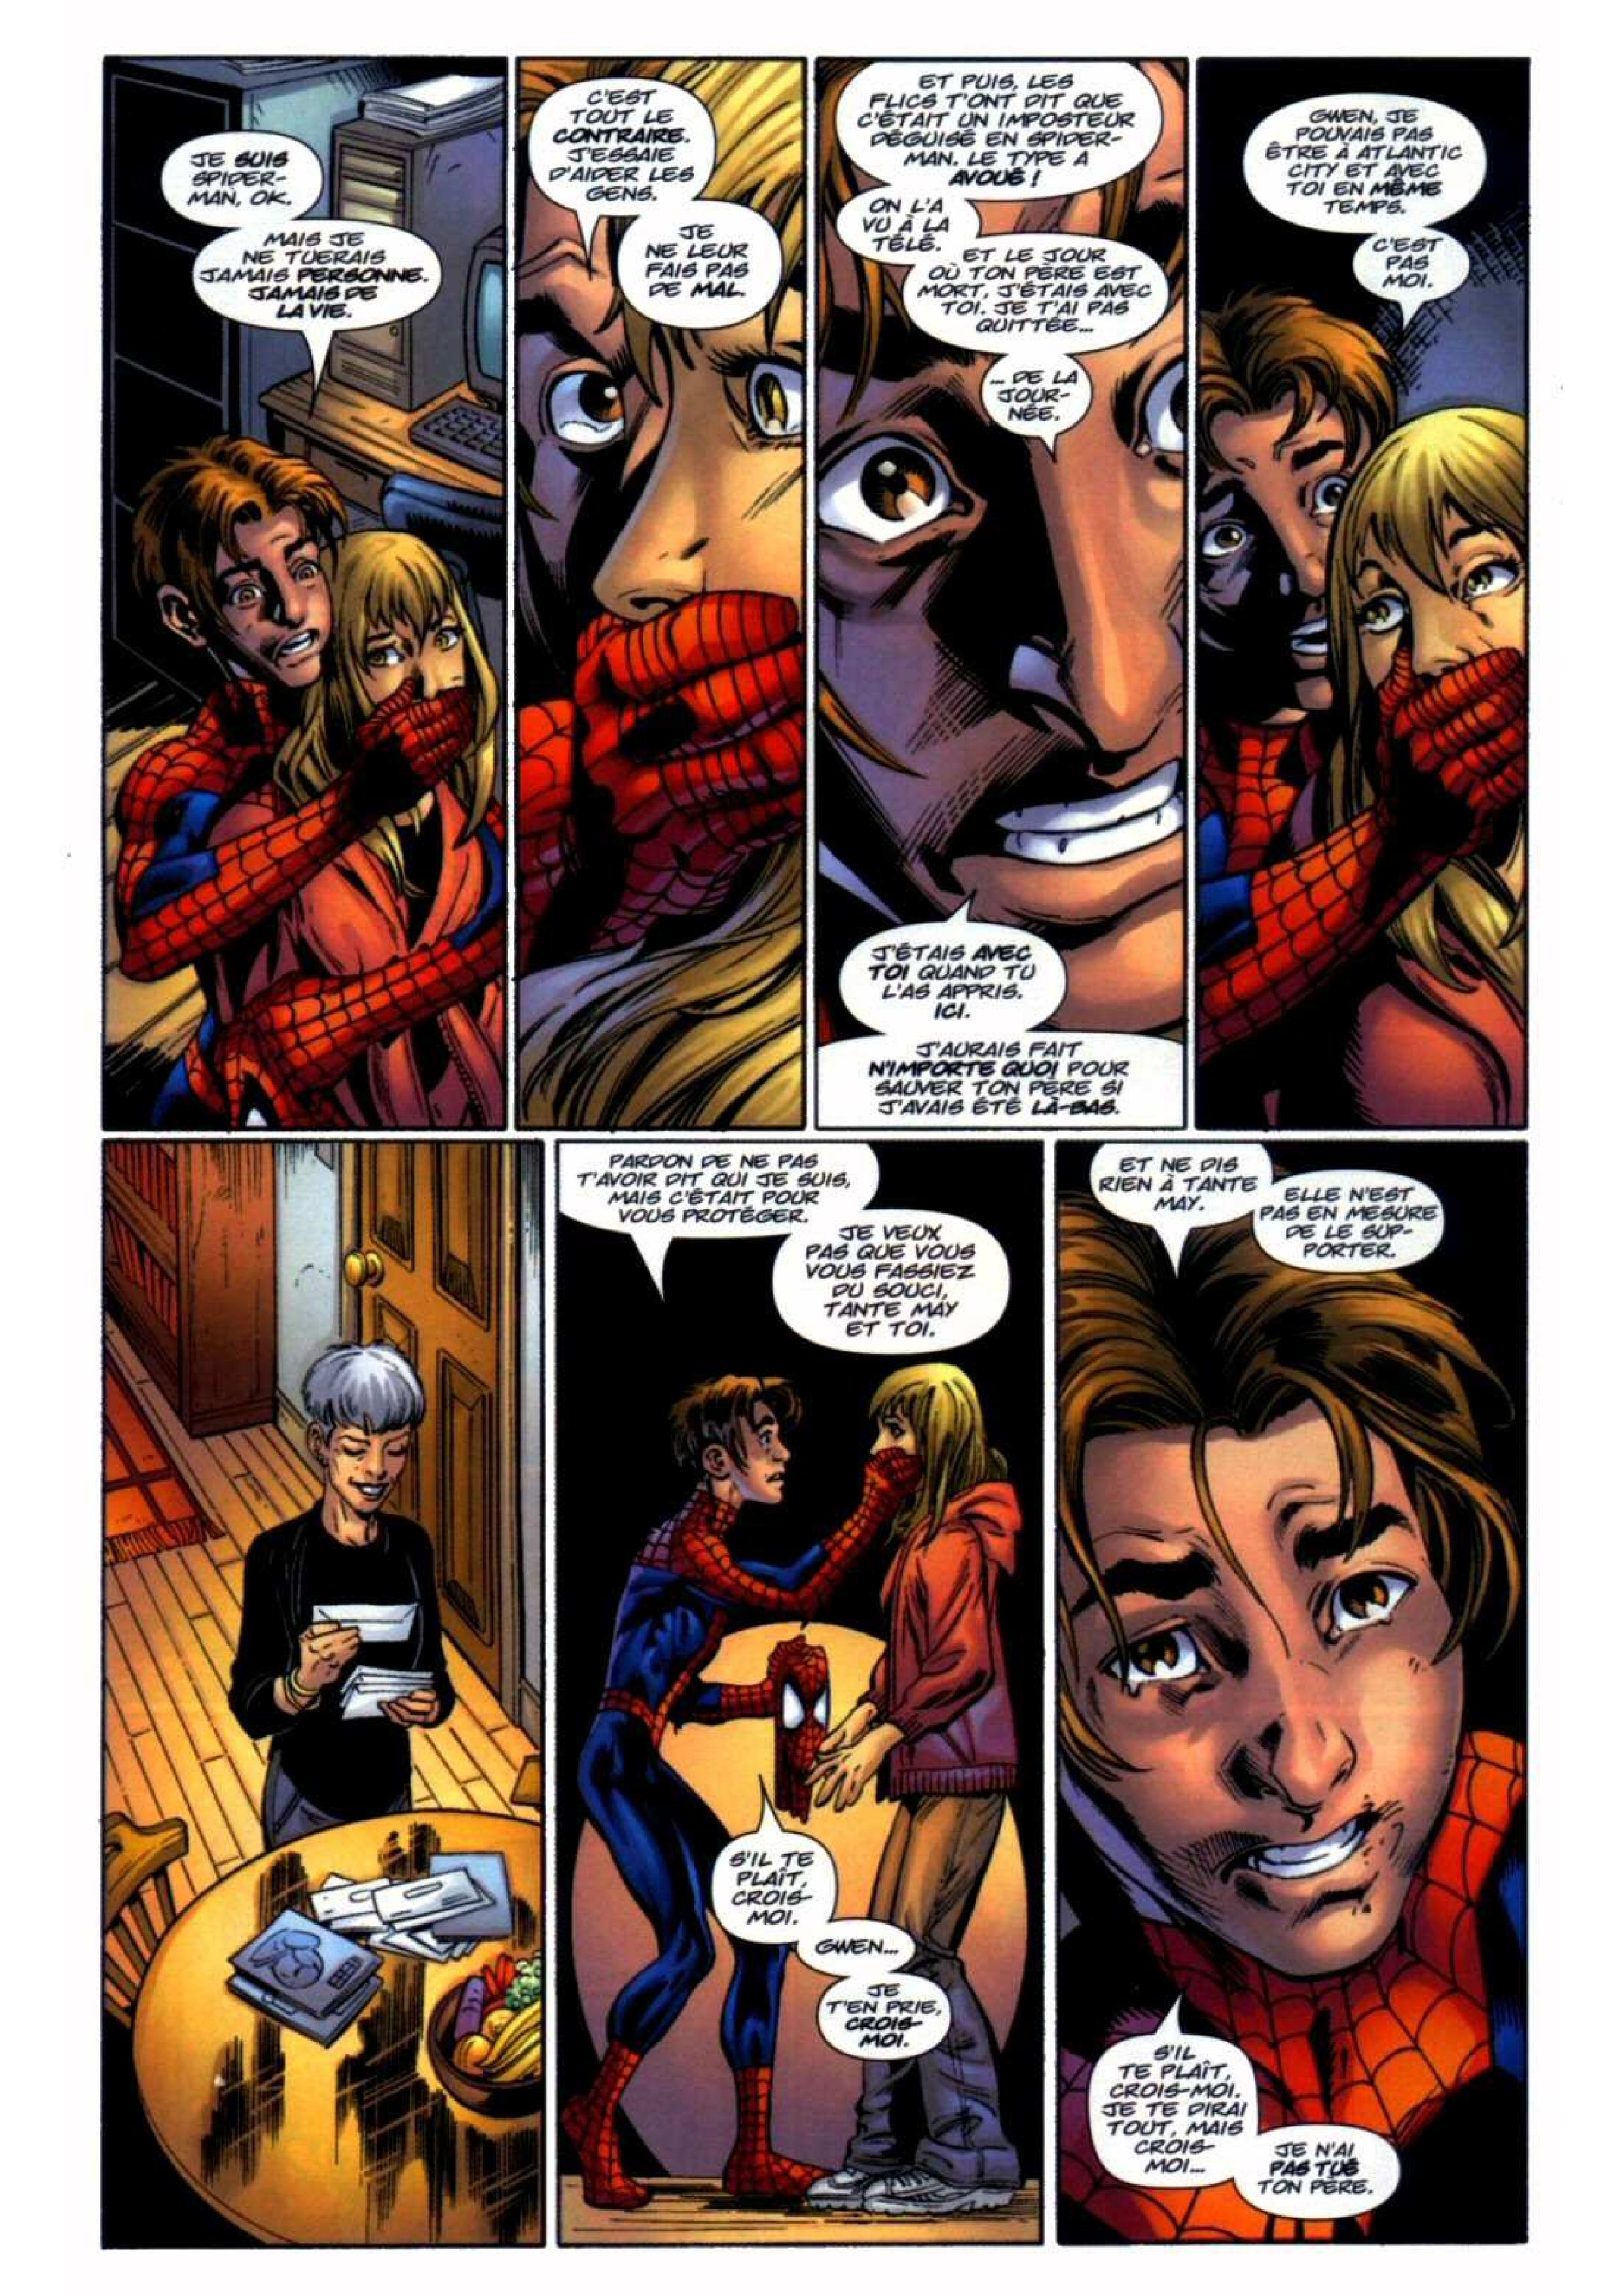 JE SUIS
SPIDER-
MAN, OK.
MAIS JE
NE TUERAIS
JAMAIS PERSONNE.
JAMAIS DE
LA VIE.
C'EST
TOUT LE
CONTRAIRE.
J'ESSAIE
D'AIDER LES
GENS.
JE
NE LEUR
FAIS PAS
DE MAL.
ET PUIS, LES
FLICS T'ONT DIT QUE
C'ÉTAIT UN IMPOSTEUR
DÉGUISÉ EN SPIDER-
MAN. LE TYPE A
AVOUÉ !
ON L'A
VU À LA
TÉLÉ.
ET LE JOUR
OÙ TON PÈRE EST
MORT, J'ÉTAIS AVEC
TOI. JE T'AI PAS
QUITTÉE...
... DE LA
JOUR-
NÉE.
J'ÉTAIS AVEC
TOI QUAND TU
L'AS APPRIS.
ICI.
J'AURAIS FAIT
N'IMPORTE QUOI POUR
SAUVER TON PÈRE SI
J'AVAIS ÉTÉ LÀ-BAS.
GWEN, JE
POUVAIS PAS
ÊTRE À ATLANTIC
CITY ET AVEC
TOI EN MÊME
TEMPS.
C'EST
PAS
MOI.
PARDON DE NE PAS
T'AVOIR DIT QUI JE SUIS,
MAIS C'ÉTAIT POUR
VOUS PROTÉGER.
JE VEUX
PAS QUE VOUS
VOUS FASSIEZ
DU SOUCI,
TANTE MAY
ET TOI.
S'IL TE
PLAÎT,
CROIS-
MOI.
GWEN...
JE
T'EN PRIE,
CROIS-
MOI.
ET NE DIS
RIEN À TANTE
MAY.
ELLE N'EST
PAS EN MESURE
DE LE SUP-
PORTER.
S'IL
TE PLAÎT,
CROIS-MOI.
JE TE DIRAI
TOUT, MAIS
CROIS-
MOI...
JE N'AI
PAS TUÉ
TON PÈRE.